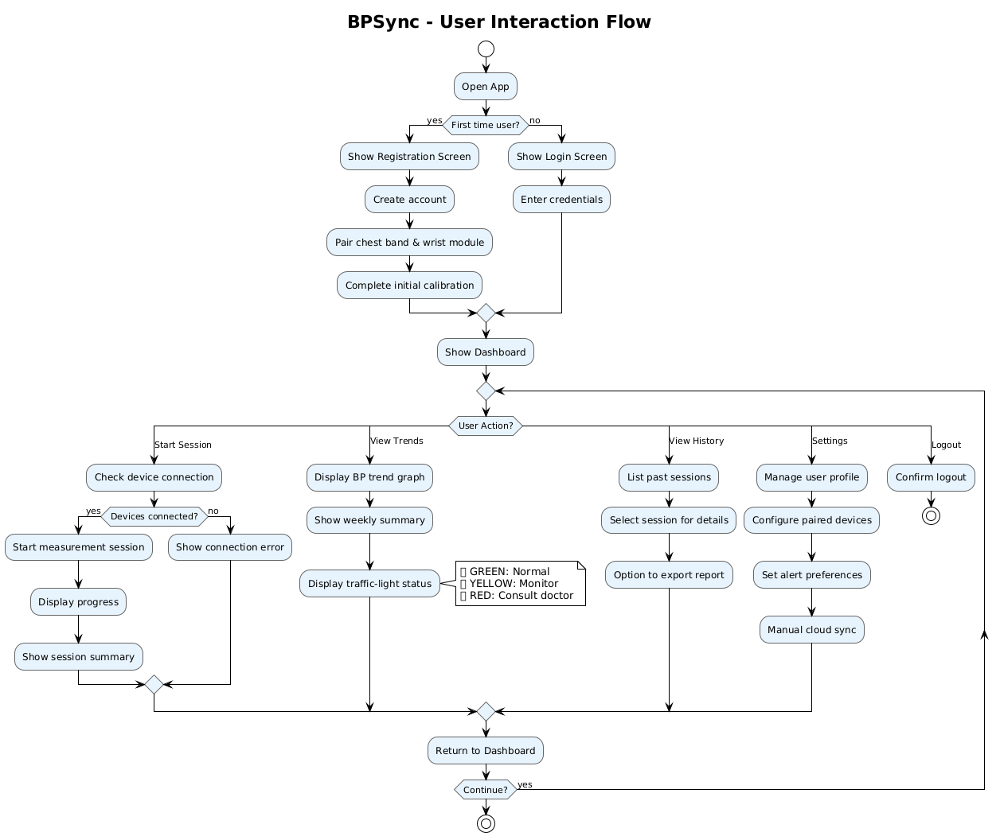 BPSync - User Interaction Flow
Open App
yes
First time user?
no
Show Registration Screen
Show Login Screen
Create account
Enter credentials
Pair chest band & wrist module
Complete initial calibration
Show Dashboard
User Action?
Start Session
View Trends
View History
Settings
Logout
Check device connection
Display BP trend graph
List past sessions
Manage user profile
Confirm logout
yes
Devices connected?
no
Show weekly summary
Select session for details
Configure paired devices
Start measurement session
Show connection error
Display traffic-light status
GREEN: Normal
YELLOW: Monitor
RED: Consult doctor
Option to export report
Set alert preferences
Display progress
Manual cloud sync
Show session summary
Return to Dashboard
Continue?
yes